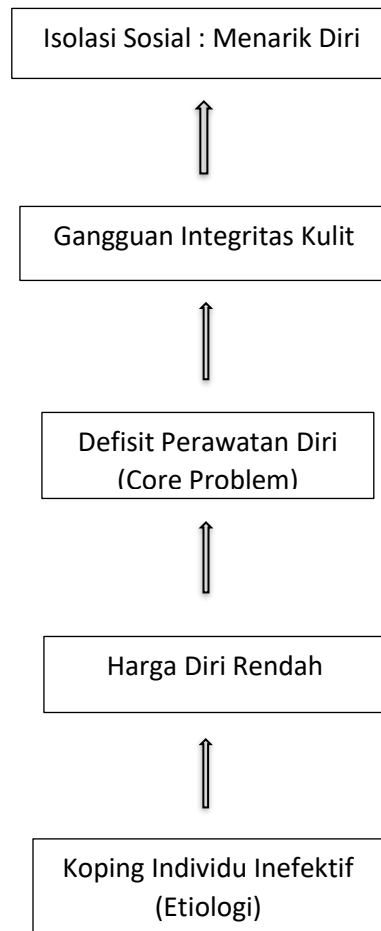 Isolasi Sosial : Menarik Diri
Gangguan Integritas Kulit
Defisit Perawatan Diri
(Core Problem)
Harga Diri Rendah
Koping Individu Inefektif
(Etiologi)